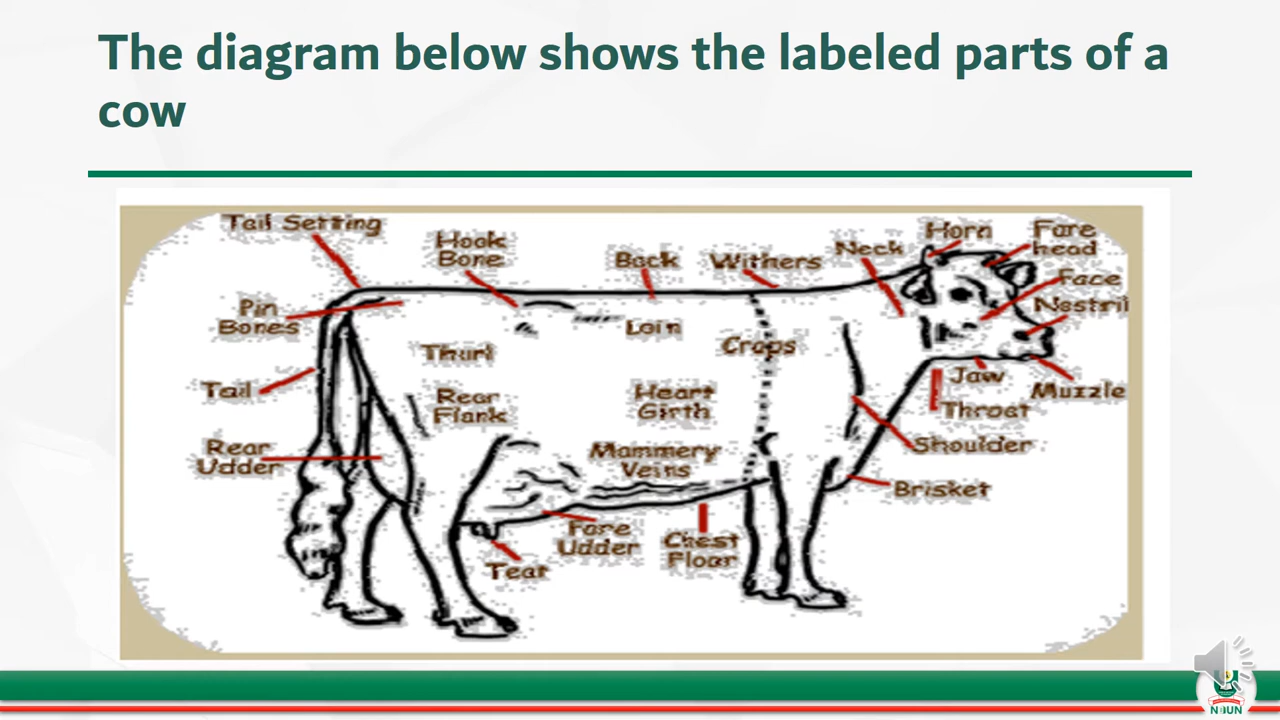 The diagram below shows the labeled parts of a
cow
Tail Setting
Hook
Bone
Back
Withers
Neck
Horn
Fore
head
Face
Nostril
Pin
Bones
Loin
Crops
Thurl
Tail
Rear
Flank
Heart
Girth
Jaw
Muzzle
Throat
Rear
Udder
Mammery
Veins
Shoulder
Brisket
Fore
Udder
Chest
Floor
Teat
NOUN